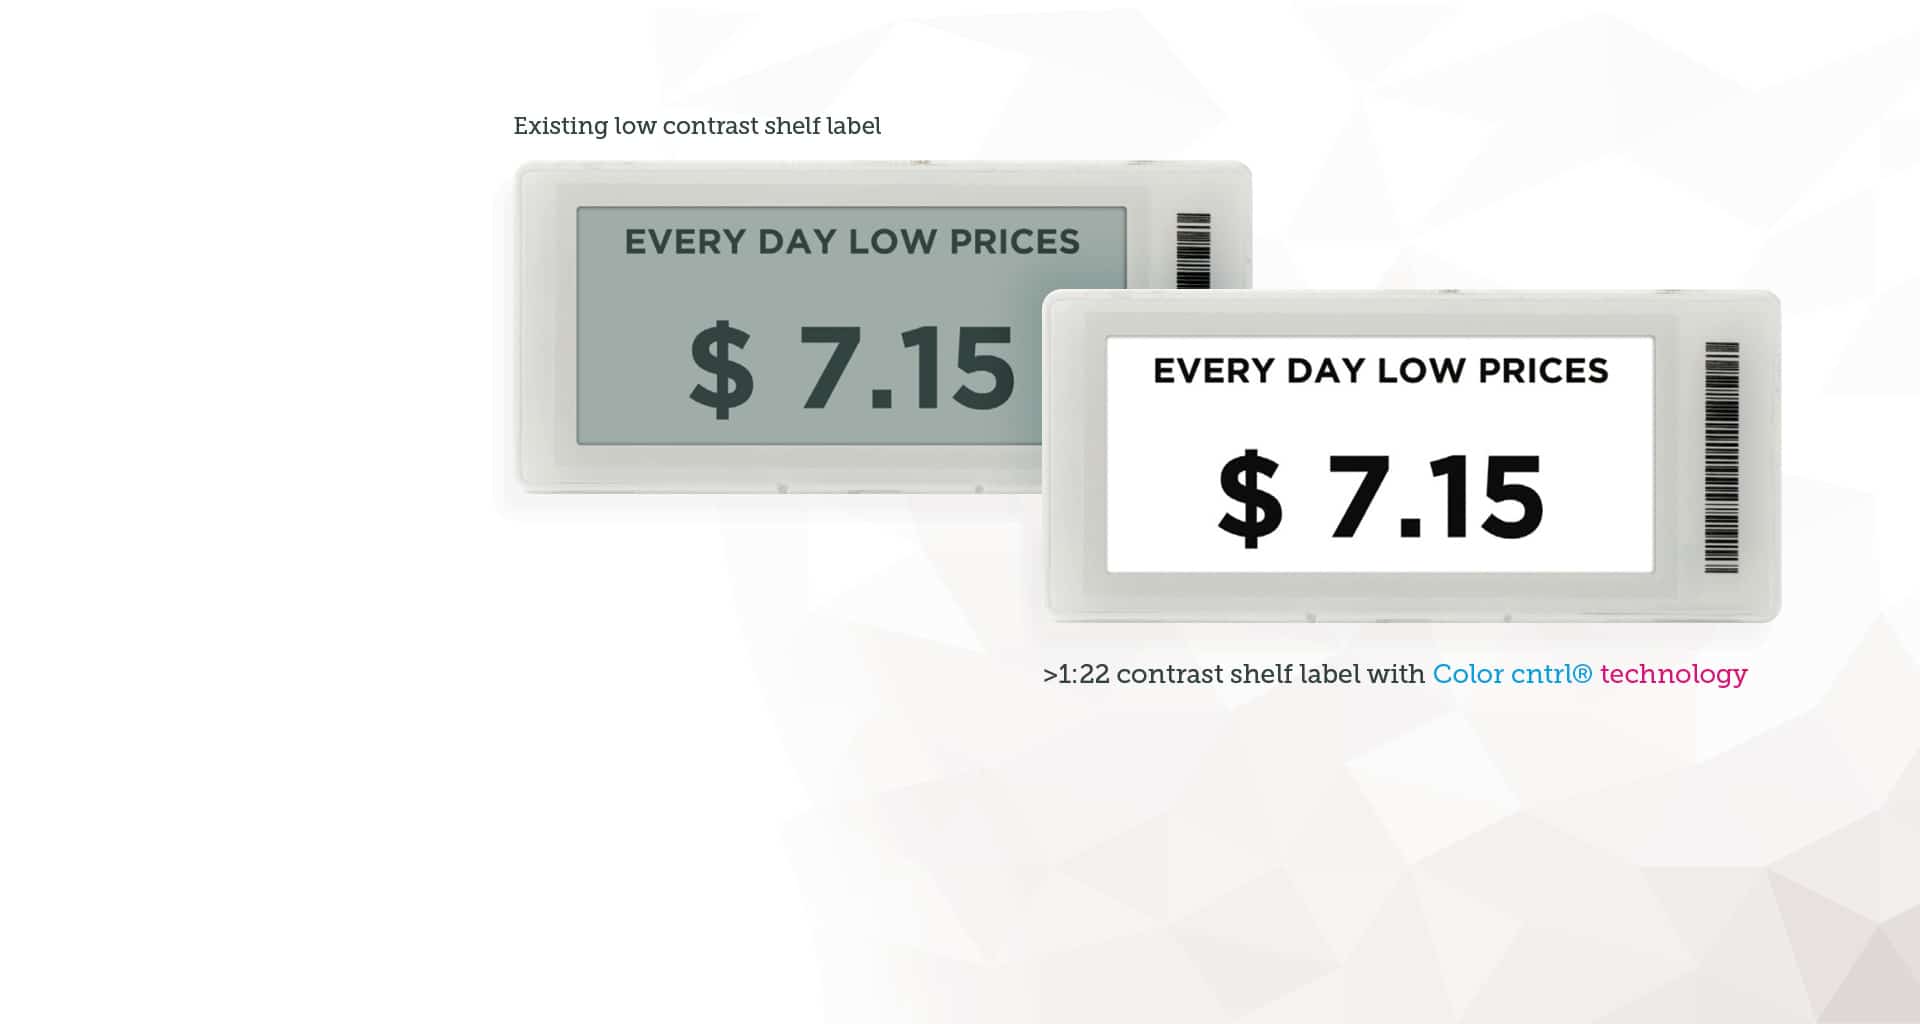 Existing low contrast shelf label
EVERY DAY LOW PRICES
$ 7.15
EVERY DAY LOW PRICES
$ 7.15
>1:22 contrast shelf label with Color cntrl® technology